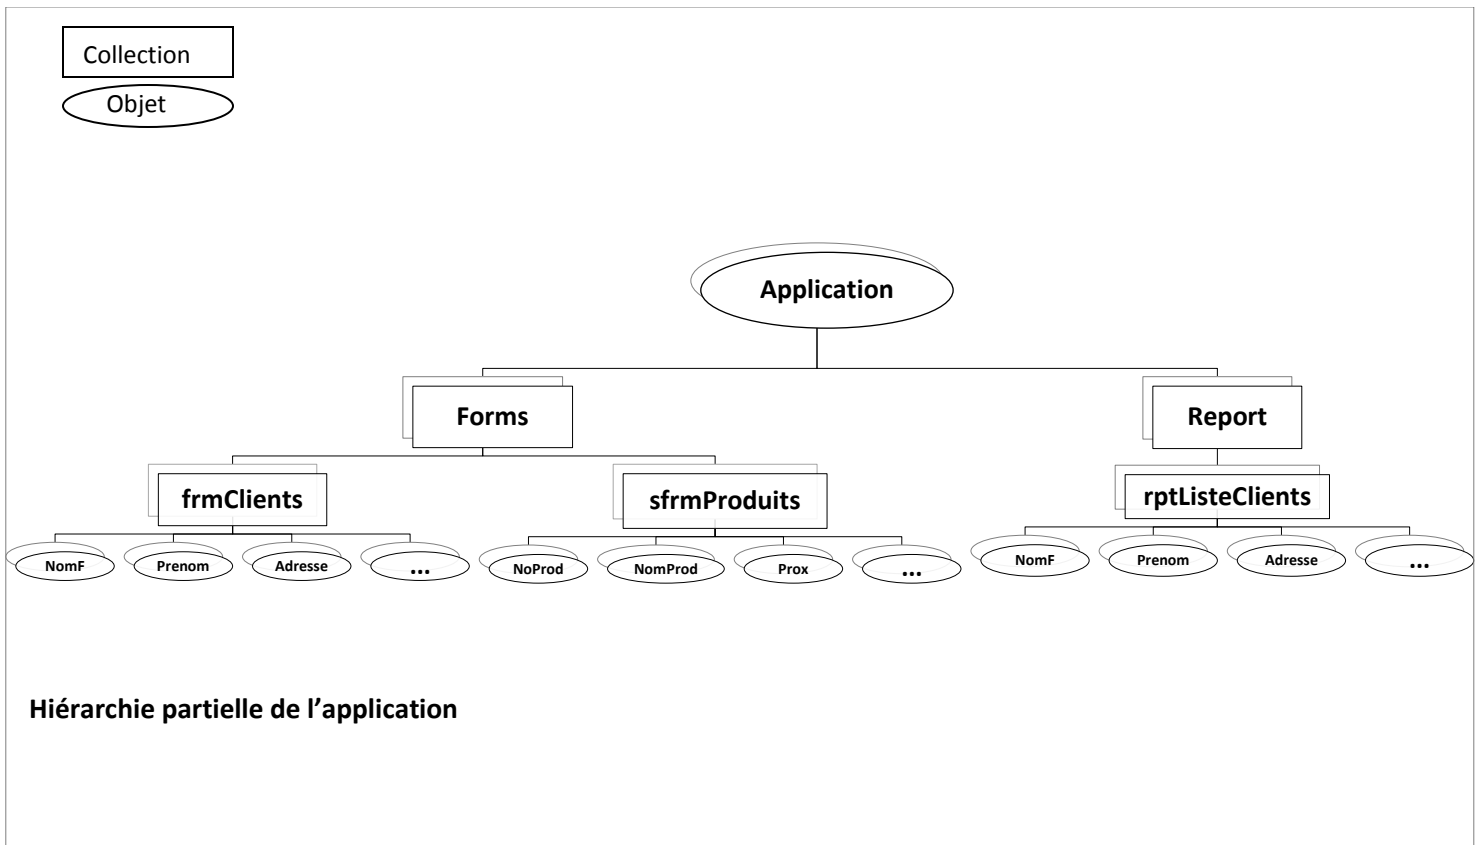 Collection
Objet
Application
Forms
Report
frmClients
sfrmProduits
rptListeClients
NomF
Prenom
Adresse
...
NoProd
NomProd
Prox
...
NomF
Prenom
Adresse
...
Hiérarchie partielle de l’application